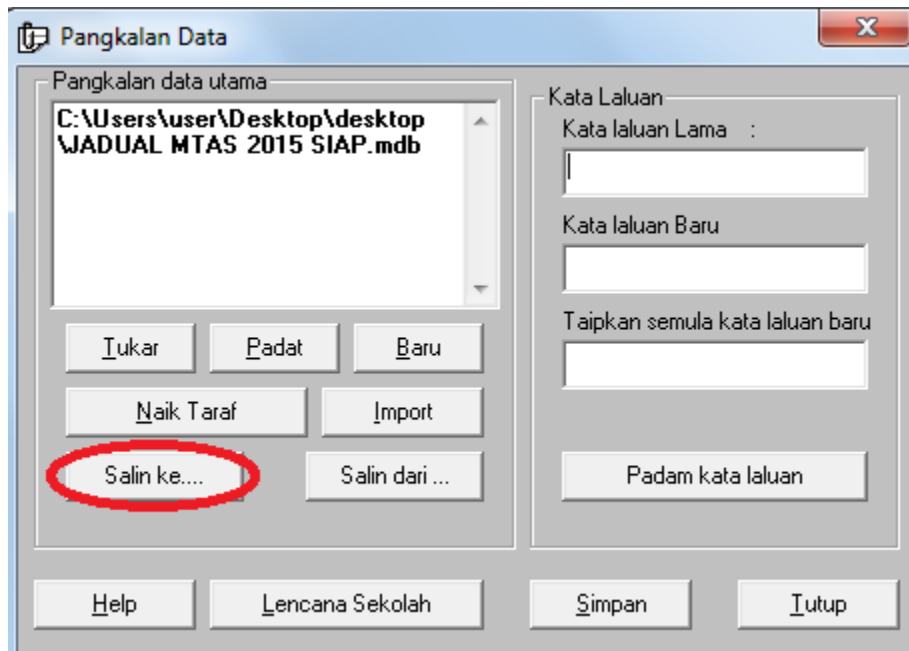 Pangkalan Data
Pangkalan data utama
C:\Users\user\Desktop\desktop
\JADUAL MTAS 2015 SIAP.mdb
Tukar
Padat
Baru
Naik Taraf
Import
Salin ke....
Salin dari ...
Kata Laluan
Kata laluan Lama :
Kata laluan Baru
Taipkan semula kata laluan baru
Padam kata laluan
Help
Lencana Sekolah
Simpan
Tutup